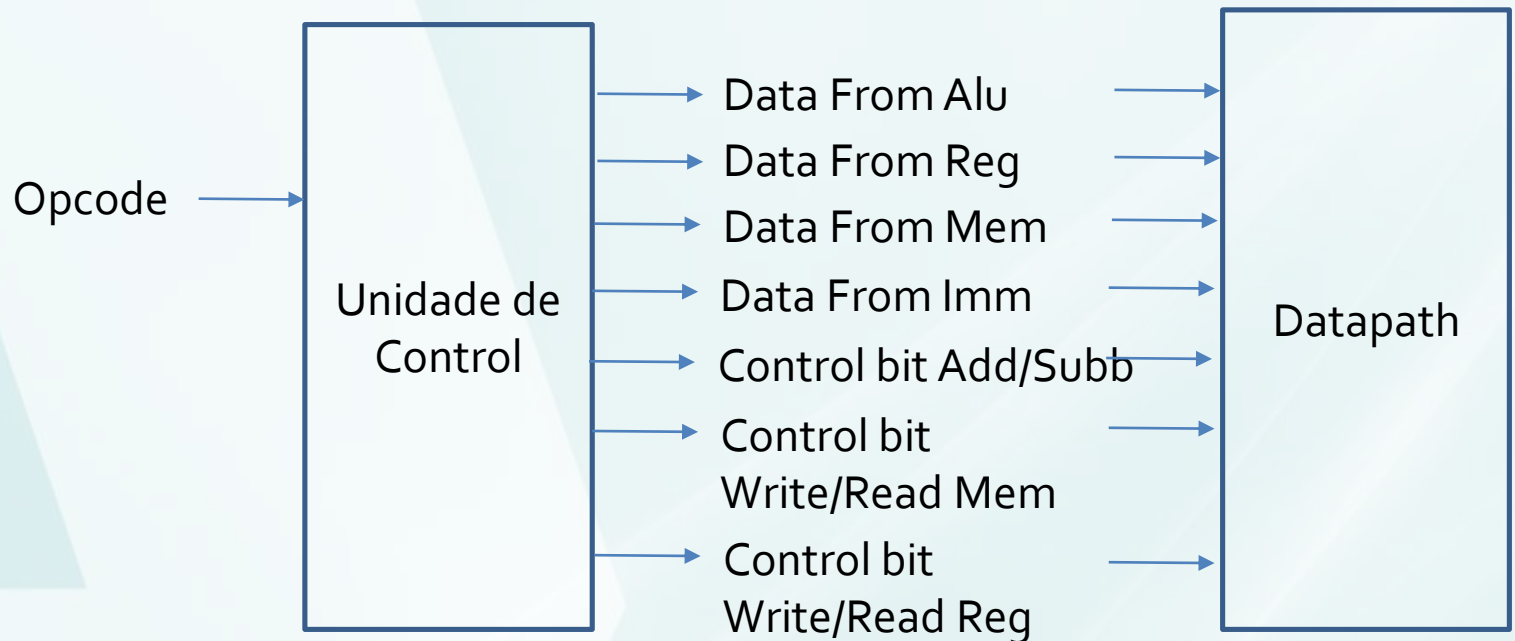 Opcode
Unidade de
Control
Data From Alu
Data From Reg
Data From Mem
Data From Imm
Control bit Add/Subb
Control bit
Write/Read Mem
Control bit
Write/Read Reg
Datapath